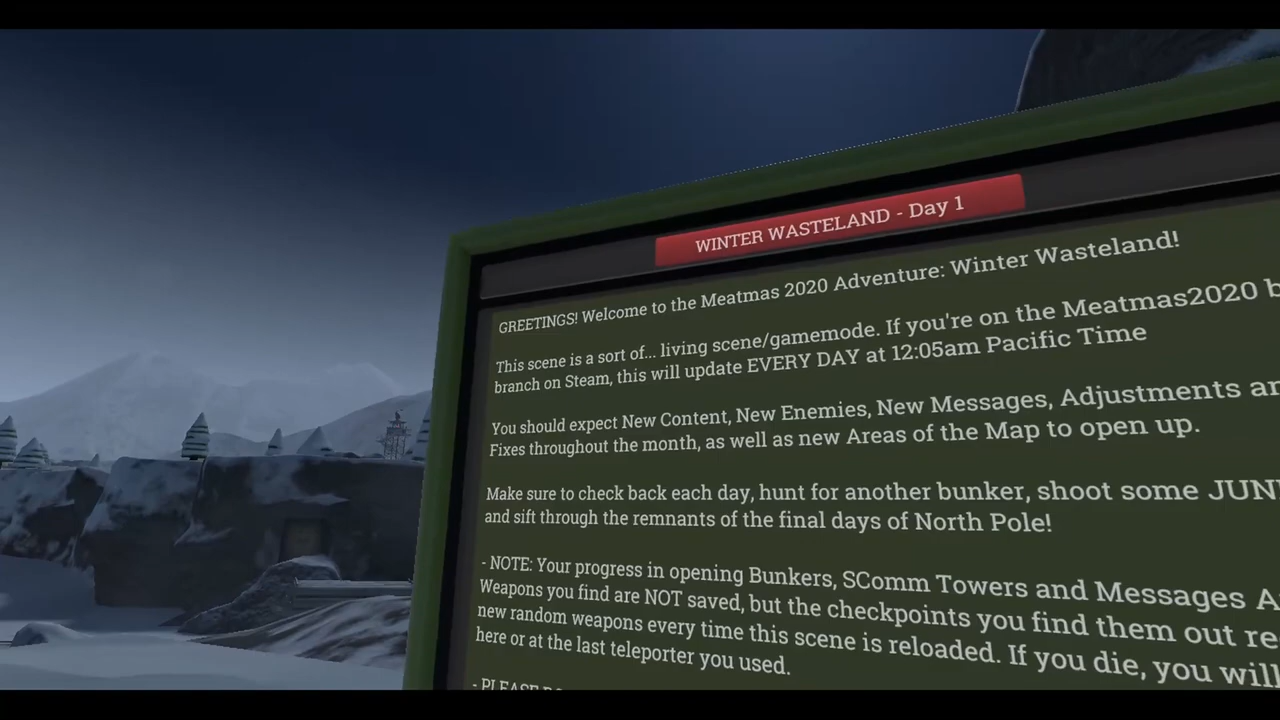 WINTER WASTELAND - Day 1
GREETINGS! Welcome to the Meatmas 2020 Adventure: Winter Wasteland!
This scene is a sort of... living scene/gamemode. If you're on the Meatmas2020
branch on Steam, this will update EVERY DAY at 12:05am Pacific Time
You should expect New Content, New Enemies, New Messages, Adjustments
Fixes throughout the month, as well as new Areas of the Map to open up.
Make sure to check back each day, hunt for another bunker, shoot some
and sift through the remnants of the final days of North Pole!
- NOTE: Your progress in opening Bunkers, SComm Towers and Messages
Weapons you find are NOT saved, but the checkpoints you find them out
new random weapons every time this scene is reloaded. If you die, you will
here or at the last teleporter you used.